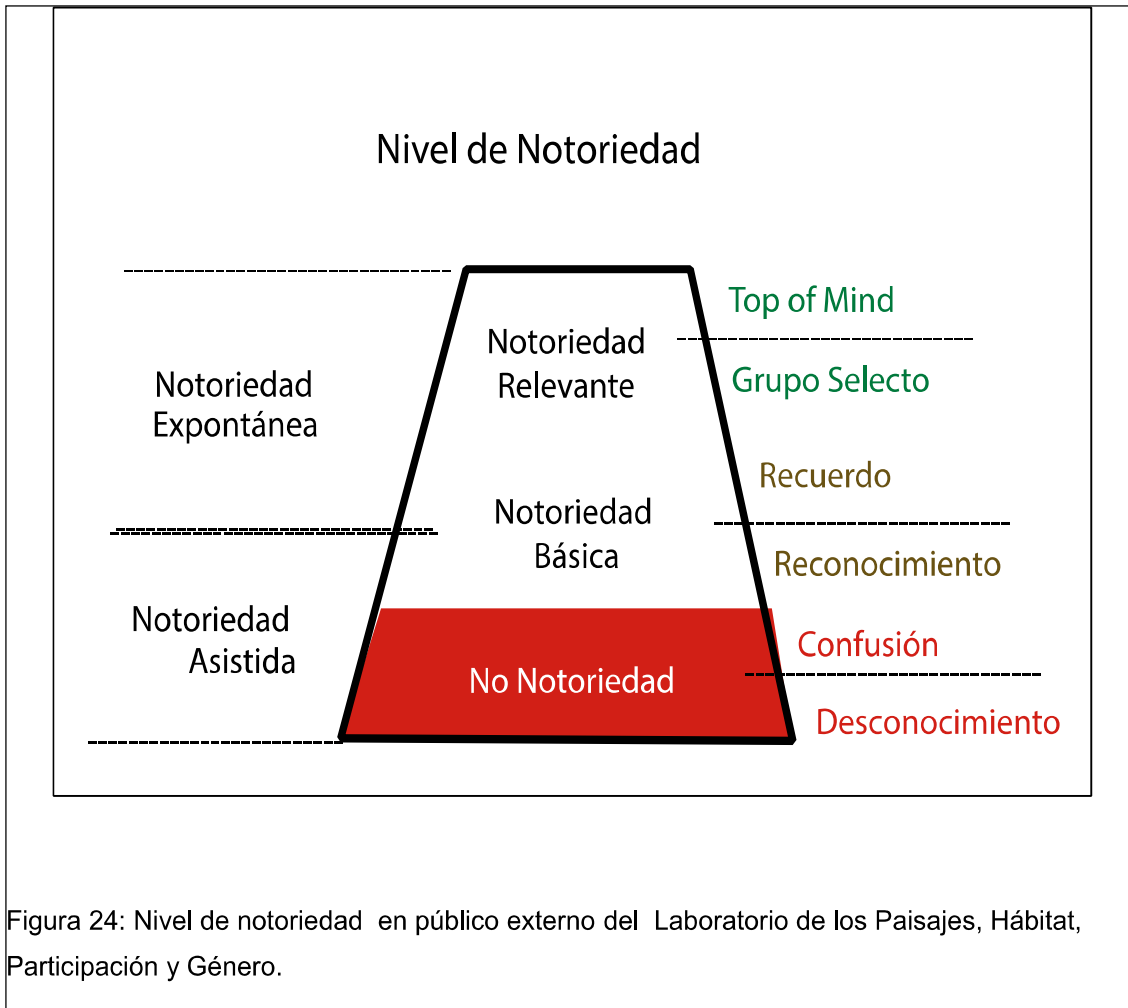 Nivel de Notoriedad
Top of Mind
Notoriedad
Relevante
Grupo Selecto
Notoriedad
Expontánea
Recuerdo
Notoriedad
Básica
Reconocimiento
Notoriedad
Asistida
Confusión
No Notoriedad
Desconocimiento
Figura 24: Nivel de notoriedad en público externo del Laboratorio de los Paisajes, Hábitat,
Participación y Género.